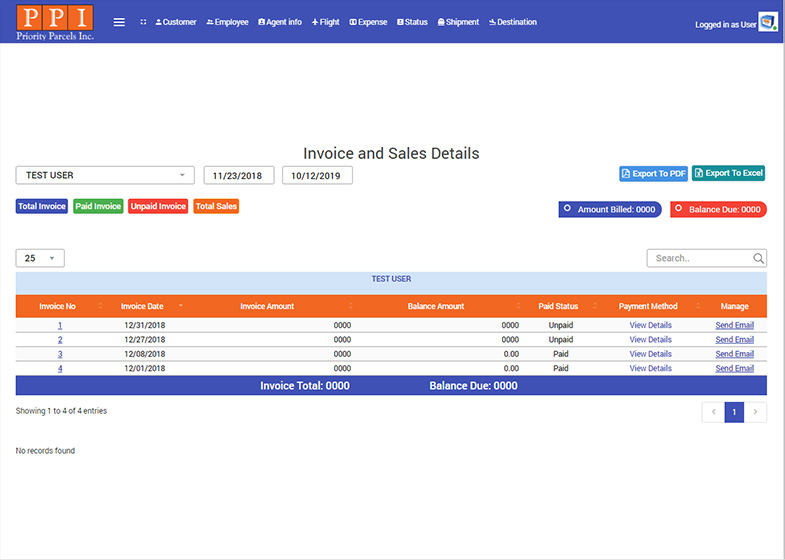 PPI
Priority Parcels Inc.
Customer Employee Agent info Flight Expense Status Shipment Destination
Logged in as User
Invoice and Sales Details
TEST USER 11/23/2018 10/12/2019 Export To PDF Export To Excel
Total Invoice Paid Invoice Unpaid Invoice Total Sales Amount Billed: 0000 Balance Due: 0000
25 Search..
TEST USER
Invoice No Invoice Date Invoice Amount Balance Amount Paid Status Payment Method Manage
1 12/31/2018 0000 0000 Unpaid View Details Send Email
2 12/27/2018 0000 0000 Unpaid View Details Send Email
3 12/08/2018 0000 0.00 Paid View Details Send Email
4 12/01/2018 0000 0.00 Paid View Details Send Email
Invoice Total: 0000 Balance Due: 0000
Showing 1 to 4 of 4 entries < 1 >
No records found